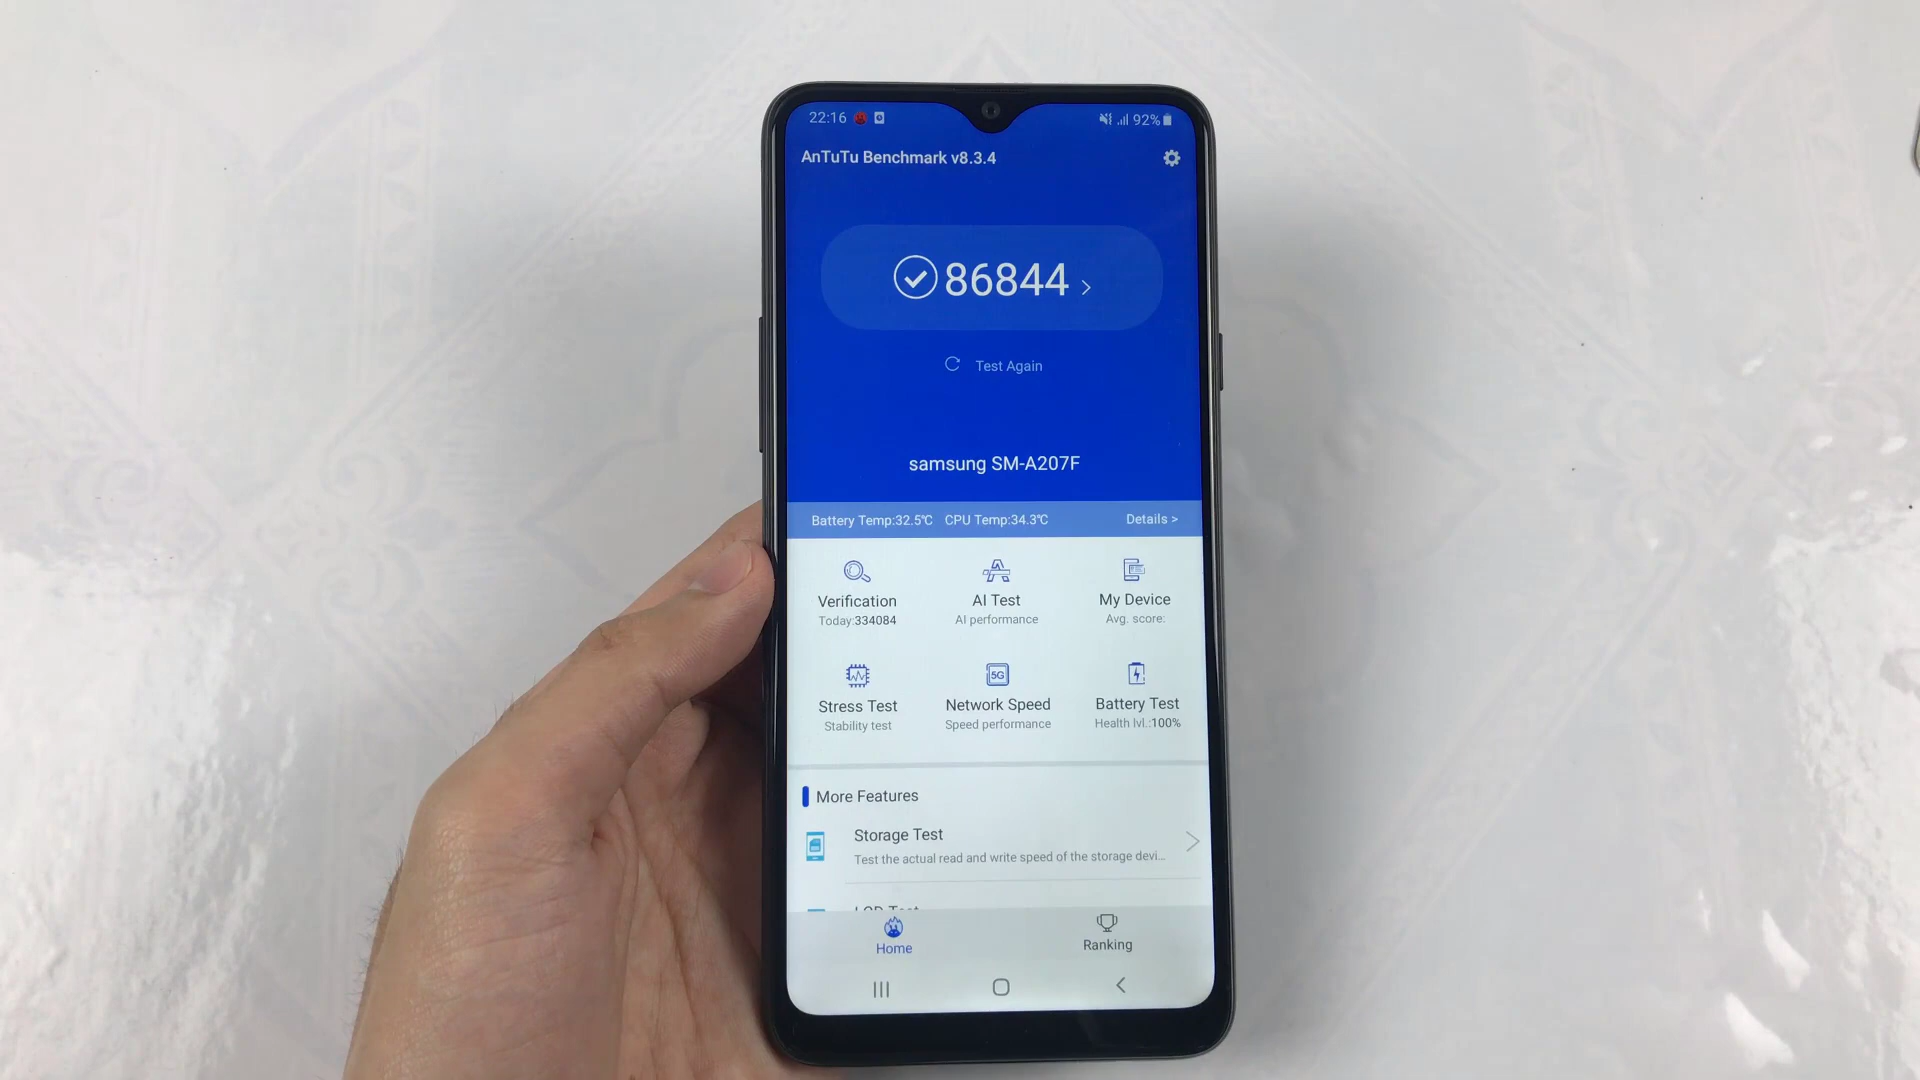 22:16 92%
AnTuTu Benchmark v8.3.4
86844 >
Test Again
samsung SM-A207F
Battery Temp:32.5℃ CPU Temp:34.3℃ Details >
Verification AI Test My Device
Today:334084 AI performance Avg. score:
5G
Stress Test Network Speed Battery Test
Stability test Speed performance Health lvl.:100%
More Features
Storage Test
Test the actual read and write speed of the storage devi...
LCD Test
Home Ranking